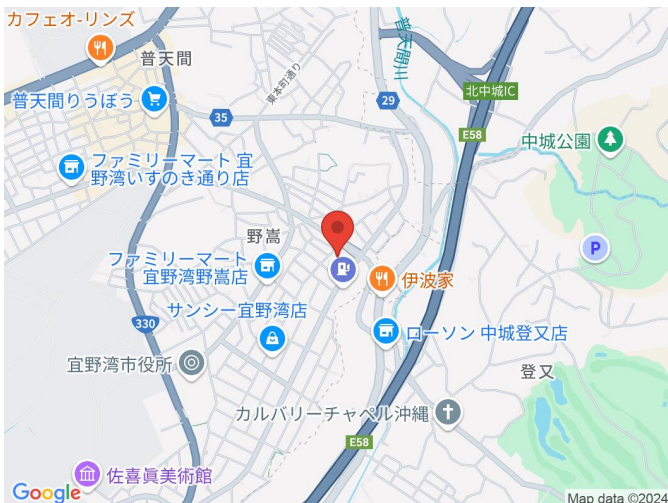 カフェオ-リンズ
普天間
東本町通り
普天間川
29
北中城IC
普天間りうぼう
35
E58
中城公園
ファミリーマート 宜
野湾いすのき通り店
P
野嵩
ファミリーマート
宜野湾野嵩店
伊波家
サンシー宜野湾店
330
ローソン 中城登又店
宜野湾市役所
登又
カルバリーチャペル沖縄
E58
佐喜眞美術館
Google
Map data ©2024